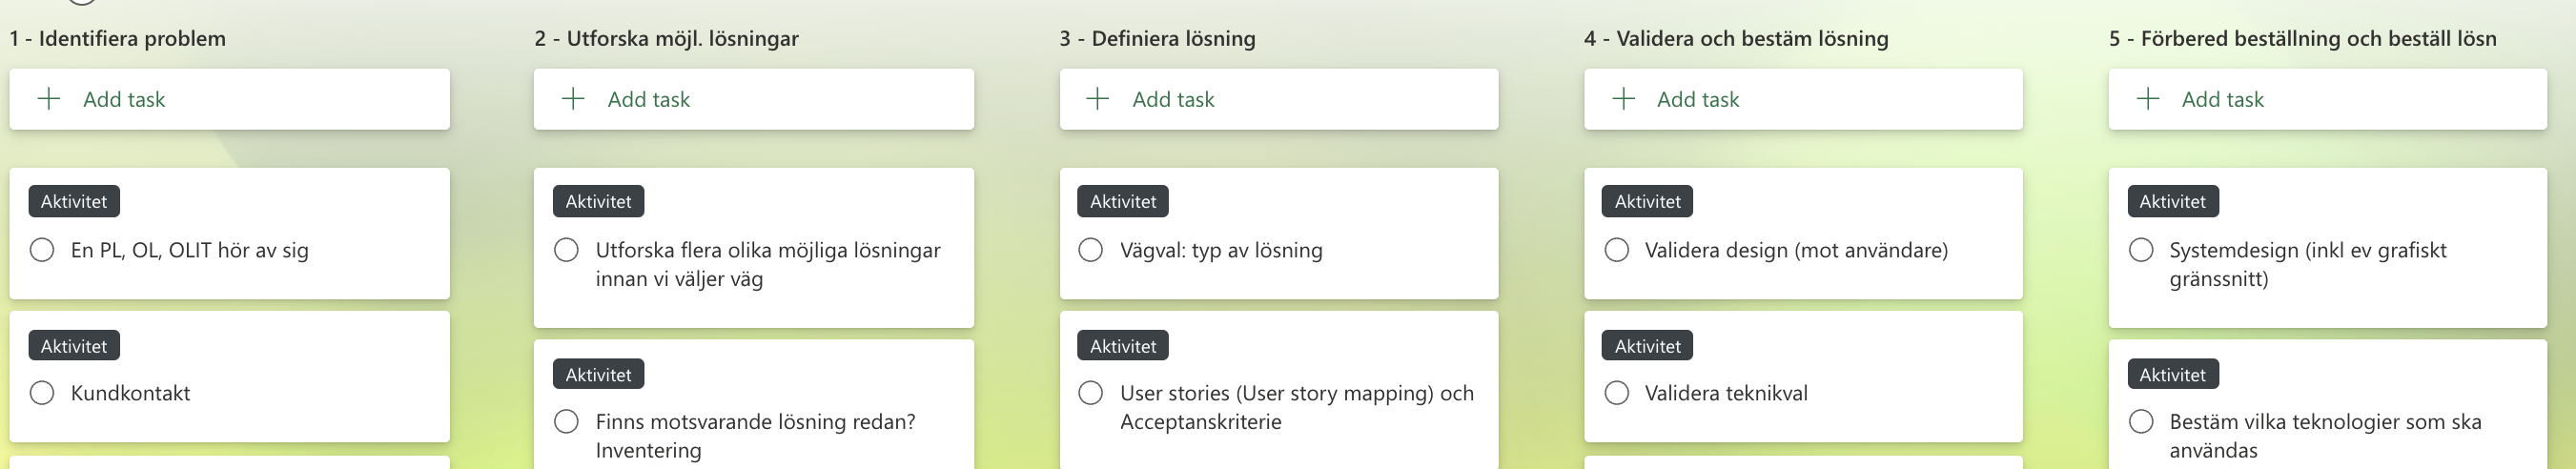 1 - Identifiera problem
Add task
Aktivitet
En PL, OL, OLIT hör av sig
Aktivitet
Kundkontakt
2 - Utforska möjl. lösningar
Add task
Aktivitet
Utforska flera olika möjliga lösningar
innan vi väljer väg
Aktivitet
Finns motsvarande lösning redan?
Inventering
3 - Definiera lösning
Add task
Aktivitet
Vägval: typ av lösning
Aktivitet
User stories (User story mapping) och
Acceptanskriterie
4 - Validera och bestäm lösning
Add task
Aktivitet
Validera design (mot användare)
Aktivitet
Validera teknikval
5 - Förbered beställning och beställ lösn
Add task
Aktivitet
Systemdesign (inkl ev grafiskt
gränssnitt)
Aktivitet
Bestäm vilka teknologier som ska
användas